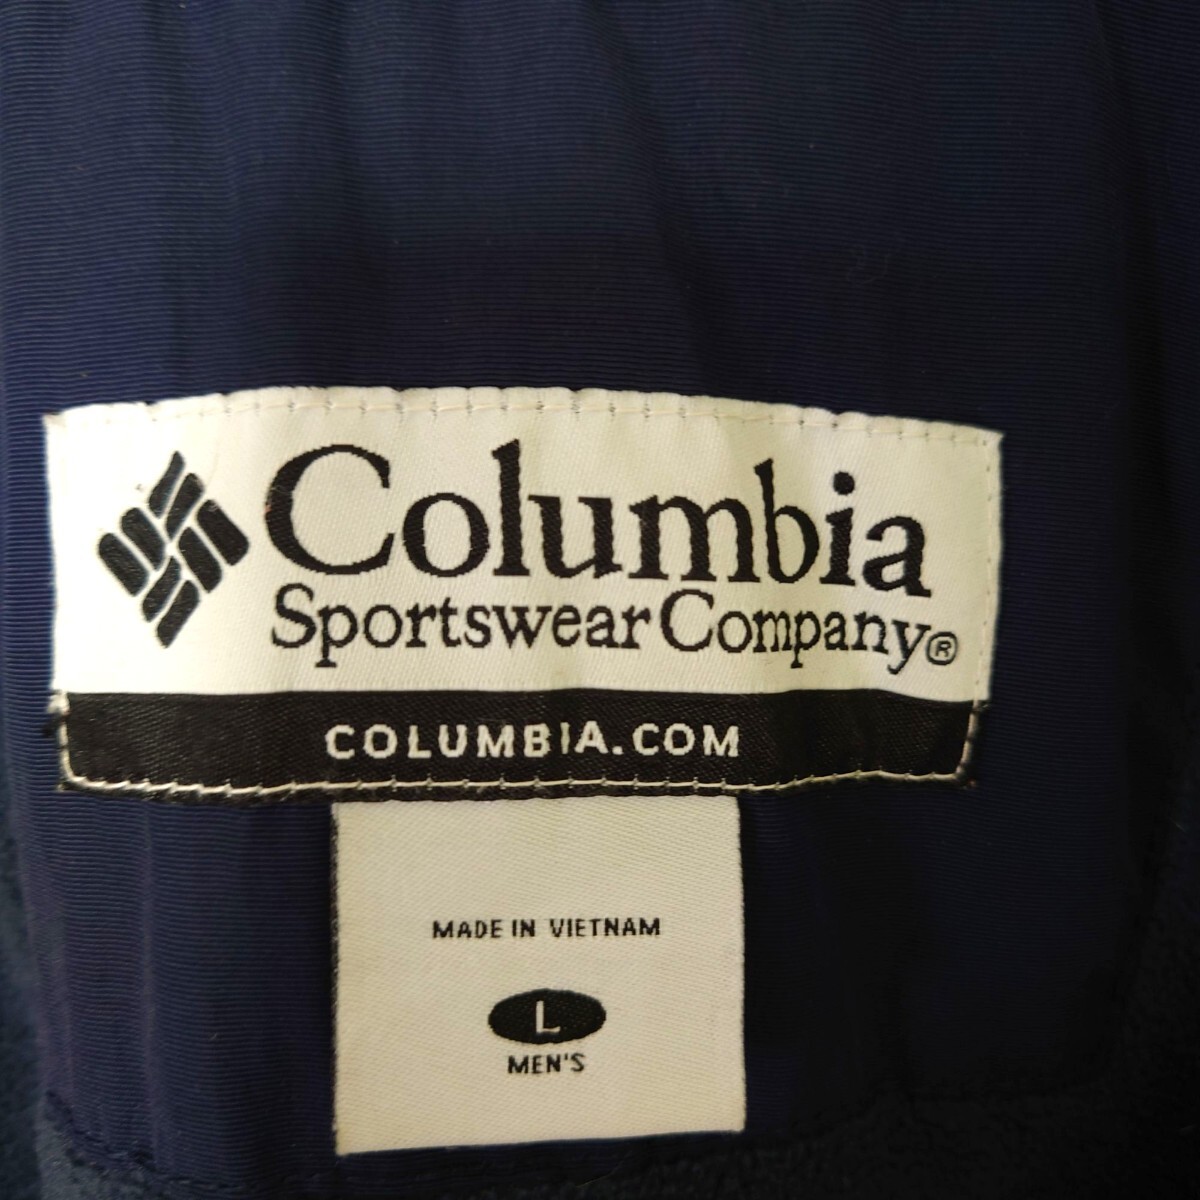 Columbia
Sportswear Company®
COLUMBIA.COM
MADE IN VIETNAM
L
MEN'S